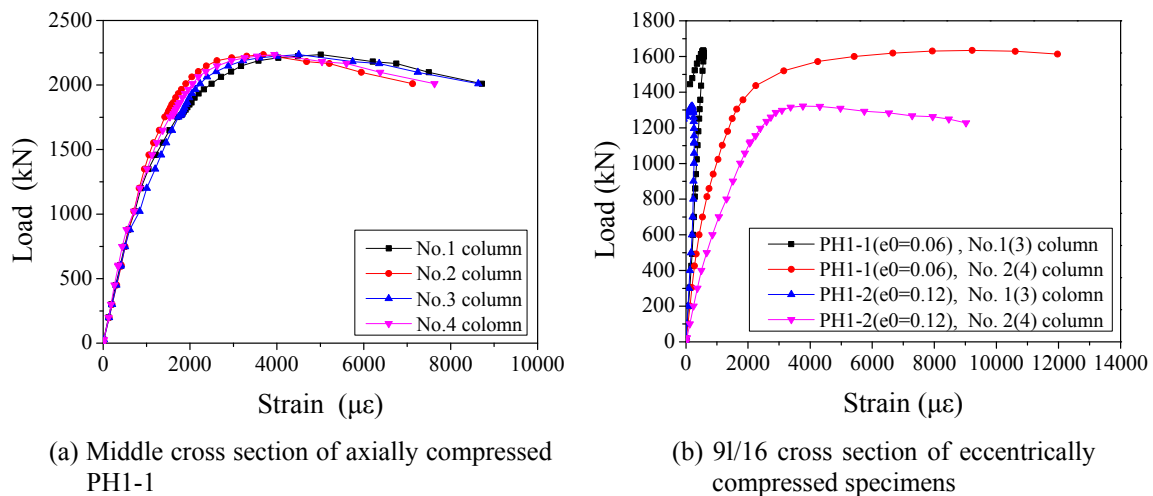 2500
2000
1500
1000
500
0
Load (kN)
0 2000 4000 6000 8000 10000
Strain (με)
No.1 column
No.2 column
No.3 column
No.4 colomn
(a) Middle cross section of axially compressed
PH1-1
1800
1600
1400
1200
1000
800
600
400
200
0
Load (kN)
0 2000 4000 6000 8000 10000 12000 14000
Strain (με)
PH1-1(e0=0.06) , No.1(3) column
PH1-1(e0=0.06), No. 2(4) column
PH1-2(e0=0.12), No. 1(3) colomn
PH1-2(e0=0.12), No. 2(4) column
(b) 9l/16 cross section of eccentrically
compressed specimens